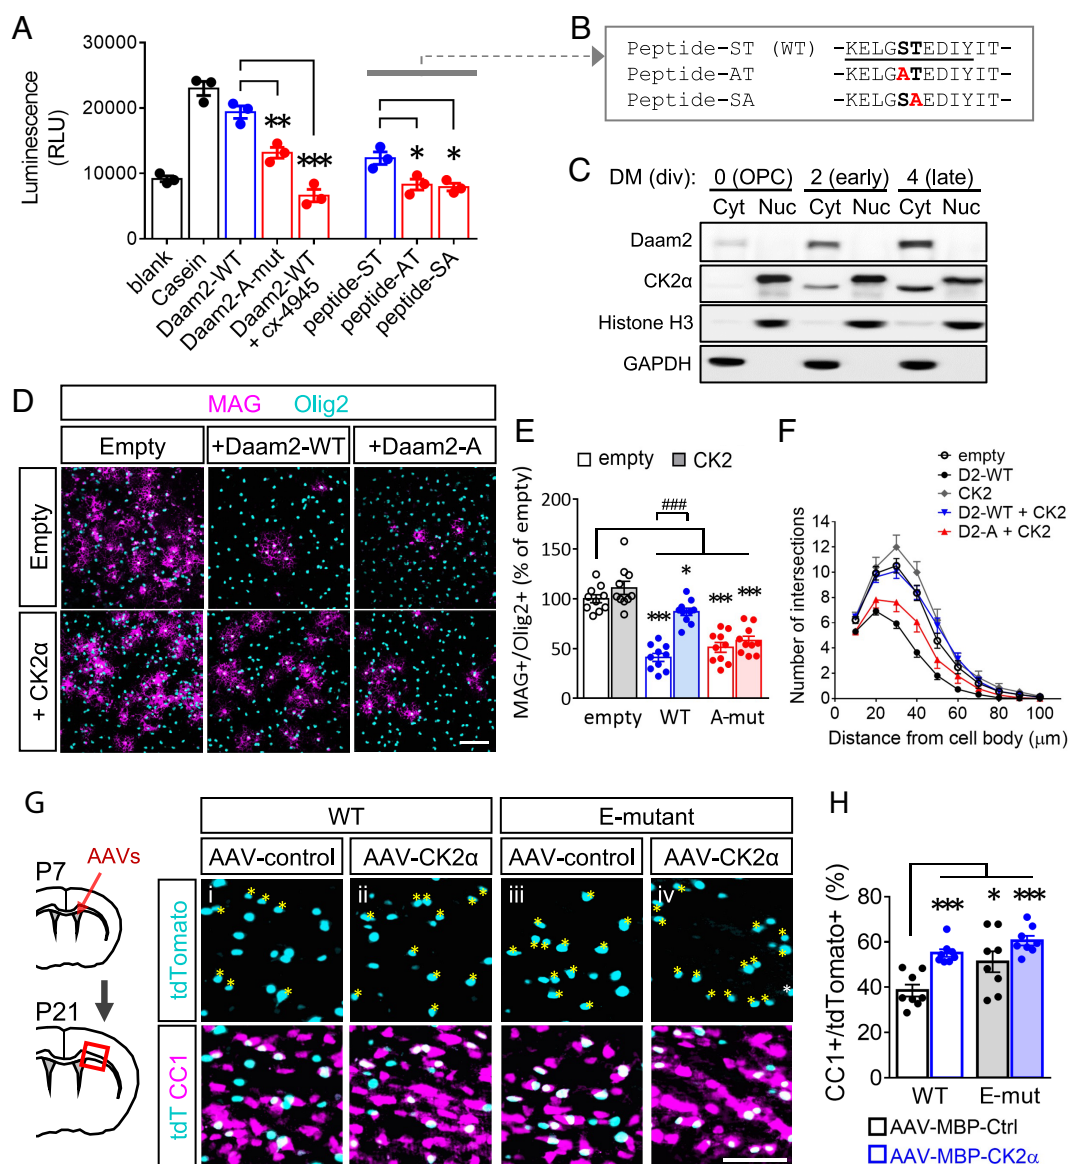 A
Luminescence
(RLU)
30000
20000
10000
0
**
***
*
*
blank
Casein
Daam2-WT
Daam2-A-mut
Daam2-WT
+ cx-4945
peptide-ST
peptide-AT
peptide-SA
B
Peptide-ST (WT) -KELGSTEDIYIT-
Peptide-AT -KELGATEDIYIT-
Peptide-SA -KELGSAEDIYIT-
C
DM (div): 0 (OPC) 2 (early) 4 (late)
Cyt Nuc Cyt Nuc Cyt Nuc
Daam2
CK2α
Histone H3
GAPDH
D
MAG Olig2
Empty +Daam2-WT +Daam2-A
Empty
+ CK2α
E
empty CK2
MAG+/Olig2+ (% of empty)
200
150
100
50
0
###
*
***
***
***
empty WT A-mut
F
empty
D2-WT
CK2
D2-WT + CK2
D2-A + CK2
Number of intersections
14
12
10
8
6
4
2
0
0 20 40 60 80 100
Distance from cell body (μm)
G
P7
AAVs
P21
WT E-mutant
AAV-control AAV-CK2α AAV-control AAV-CK2α
i ii iii iv
tdTomato
tdT CC1
H
CC1+/tdTomato+ (%)
80
60
40
20
0
***
*
***
WT E-mut
AAV-MBP-Ctrl
AAV-MBP-CK2α